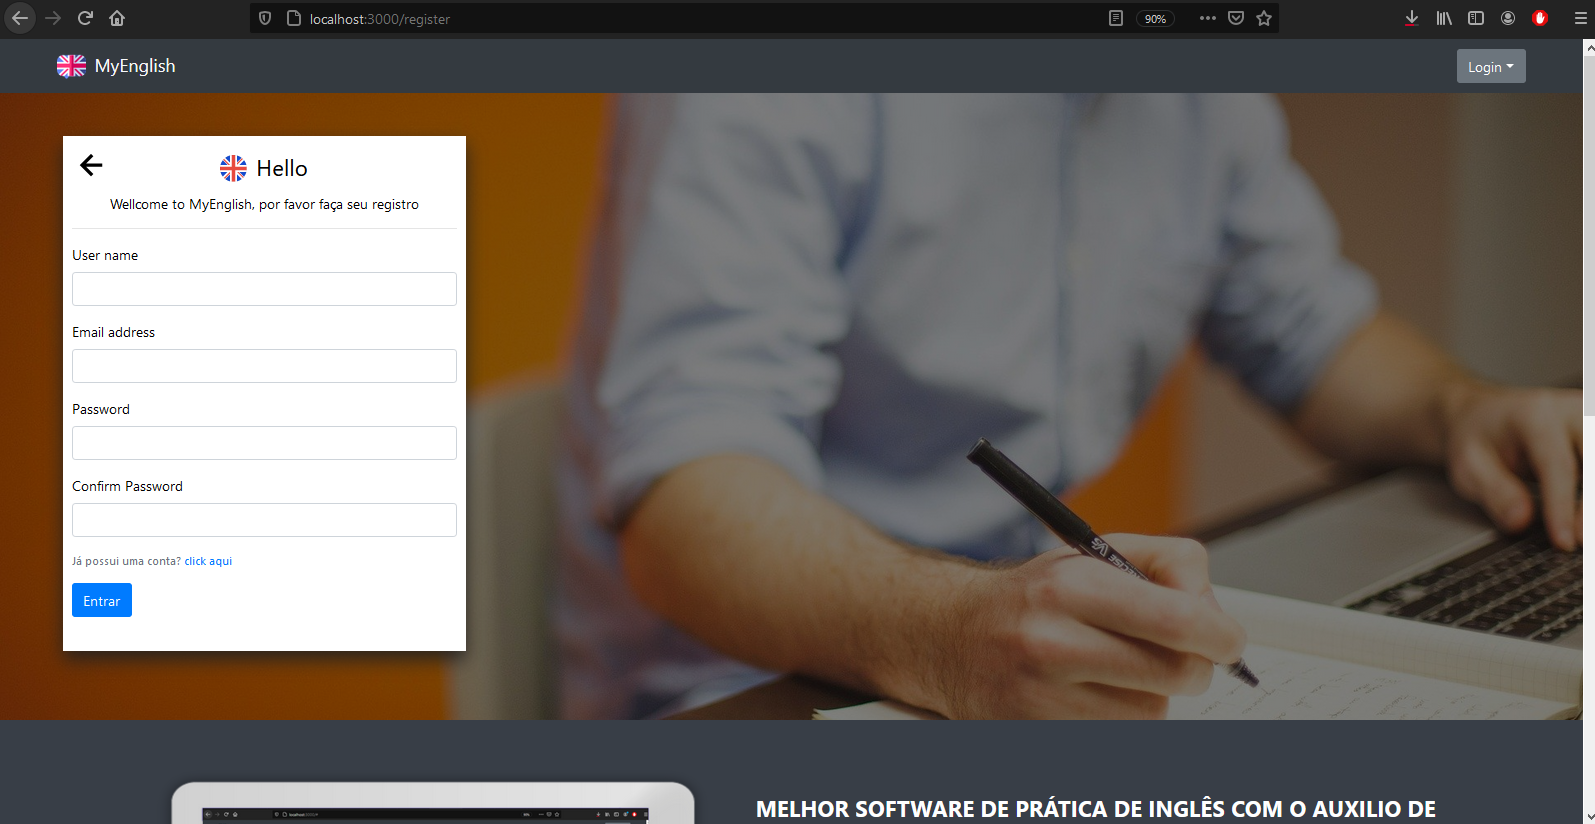 localhost:3000/register
90%
MyEnglish
Login
Hello
Wellcome to MyEnglish, por favor faça seu registro
User name
Email address
Password
Confirm Password
Já possui uma conta? click aqui
Entrar
MELHOR SOFTWARE DE PRÁTICA DE INGLÊS COM O AUXILIO DE